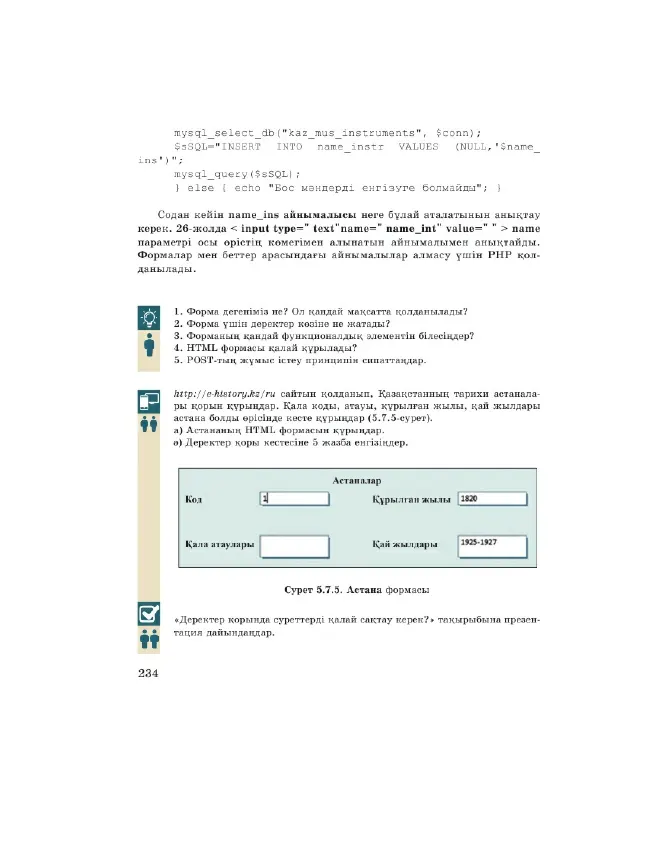 mysql_select_db("kaz_mus_instruments", $conn);
$sSQL="INSERT INTO name_instr VALUES (NULL,'$name_
ins')";
mysql_query($sSQL);
} else { echo "Бос мәндерді енгізуге болмайды"; }
Содан кейін name_ins айнымалысы неге бұлай аталатынын анықтау
керек. 26-жолда < input type=" text"name=" name_int" value=" " > name
параметрі осы өрістің көмегімен алынатын айнымалымен анықтайды.
Формалар мен беттер арасындағы айнымалылар алмасу үшін PHP қол-
данылады.
1. Форма дегеніміз не? Ол қандай мақсатта қолданылады?
2. Форма үшін деректер көзіне не жатады?
3. Форманың қандай функционалдық элементін білесіңдер?
4. HTML формасы қалай құрылады?
5. POST-тың жұмыс істеу принципін сипаттаңдар.
http://e-history.kz/ru сайтын қолданып, Қазақстанның тарихи астанала-
ры қорын құрыңдар. Қала коды, атауы, құрылған жылы, қай жылдары
астана болды өрісінде кесте құрыңдар (5.7.5-сурет).
а) Астананың HTML формасын құрыңдар.
ә) Деректер қоры кестесіне 5 жазба енгізіңдер.
Астаналар
Код 1 Құрылған жылы 1820
Қала атаулары Қай жылдары 1925-1927
Сурет 5.7.5. Астана формасы
«Деректер қорында суреттерді қалай сақтау керек?» тақырыбына презен-
тация дайындаңдар.
234